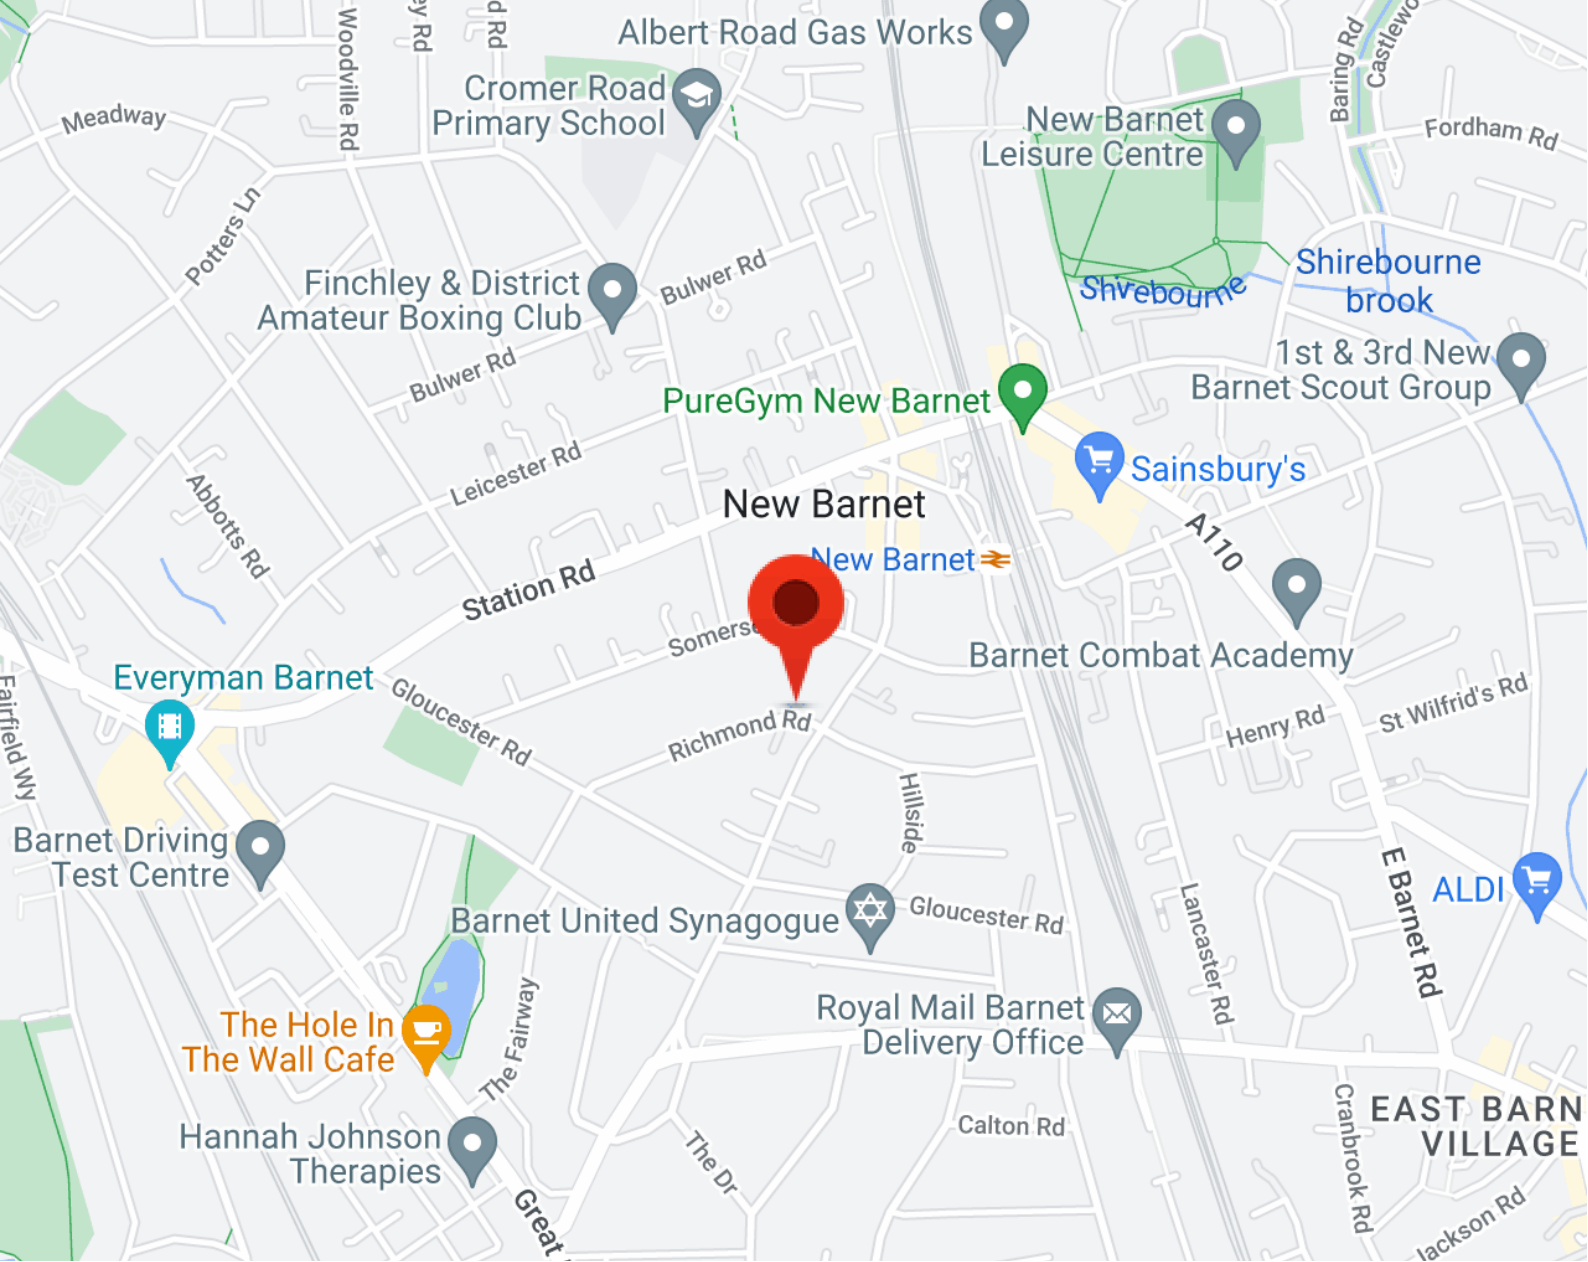 Albert Road Gas Works
Woodville Rd
Baring Rd
Cromer Road
Primary School
Meadway
New Barnet
Leisure Centre
Fordham Rd
Potters Ln
Finchley & District
Amateur Boxing Club
Bulwer Rd
Shirebourne
brook
Shirebourne
Bulwer Rd
1st & 3rd New
Barnet Scout Group
PureGym New Barnet
Leicester Rd
Sainsbury's
Abbotts Rd
New Barnet
A110
New Barnet
Station Rd
Somerse
Barnet Combat Academy
Everyman Barnet
Fairfield Wy
Gloucester Rd
St Wilfrid's Rd
Henry Rd
Richmond Rd
Hillside
Barnet Driving
Test Centre
E Barnet Rd
ALDI
Barnet United Synagogue
Gloucester Rd
Lancaster Rd
The Fairway
Royal Mail Barnet
Delivery Office
The Hole In
The Wall Cafe
Cranbrook Rd
EAST BARN
VILLAGE
Calton Rd
Hannah Johnson
Therapies
The Dr
Great
Jackson Rd